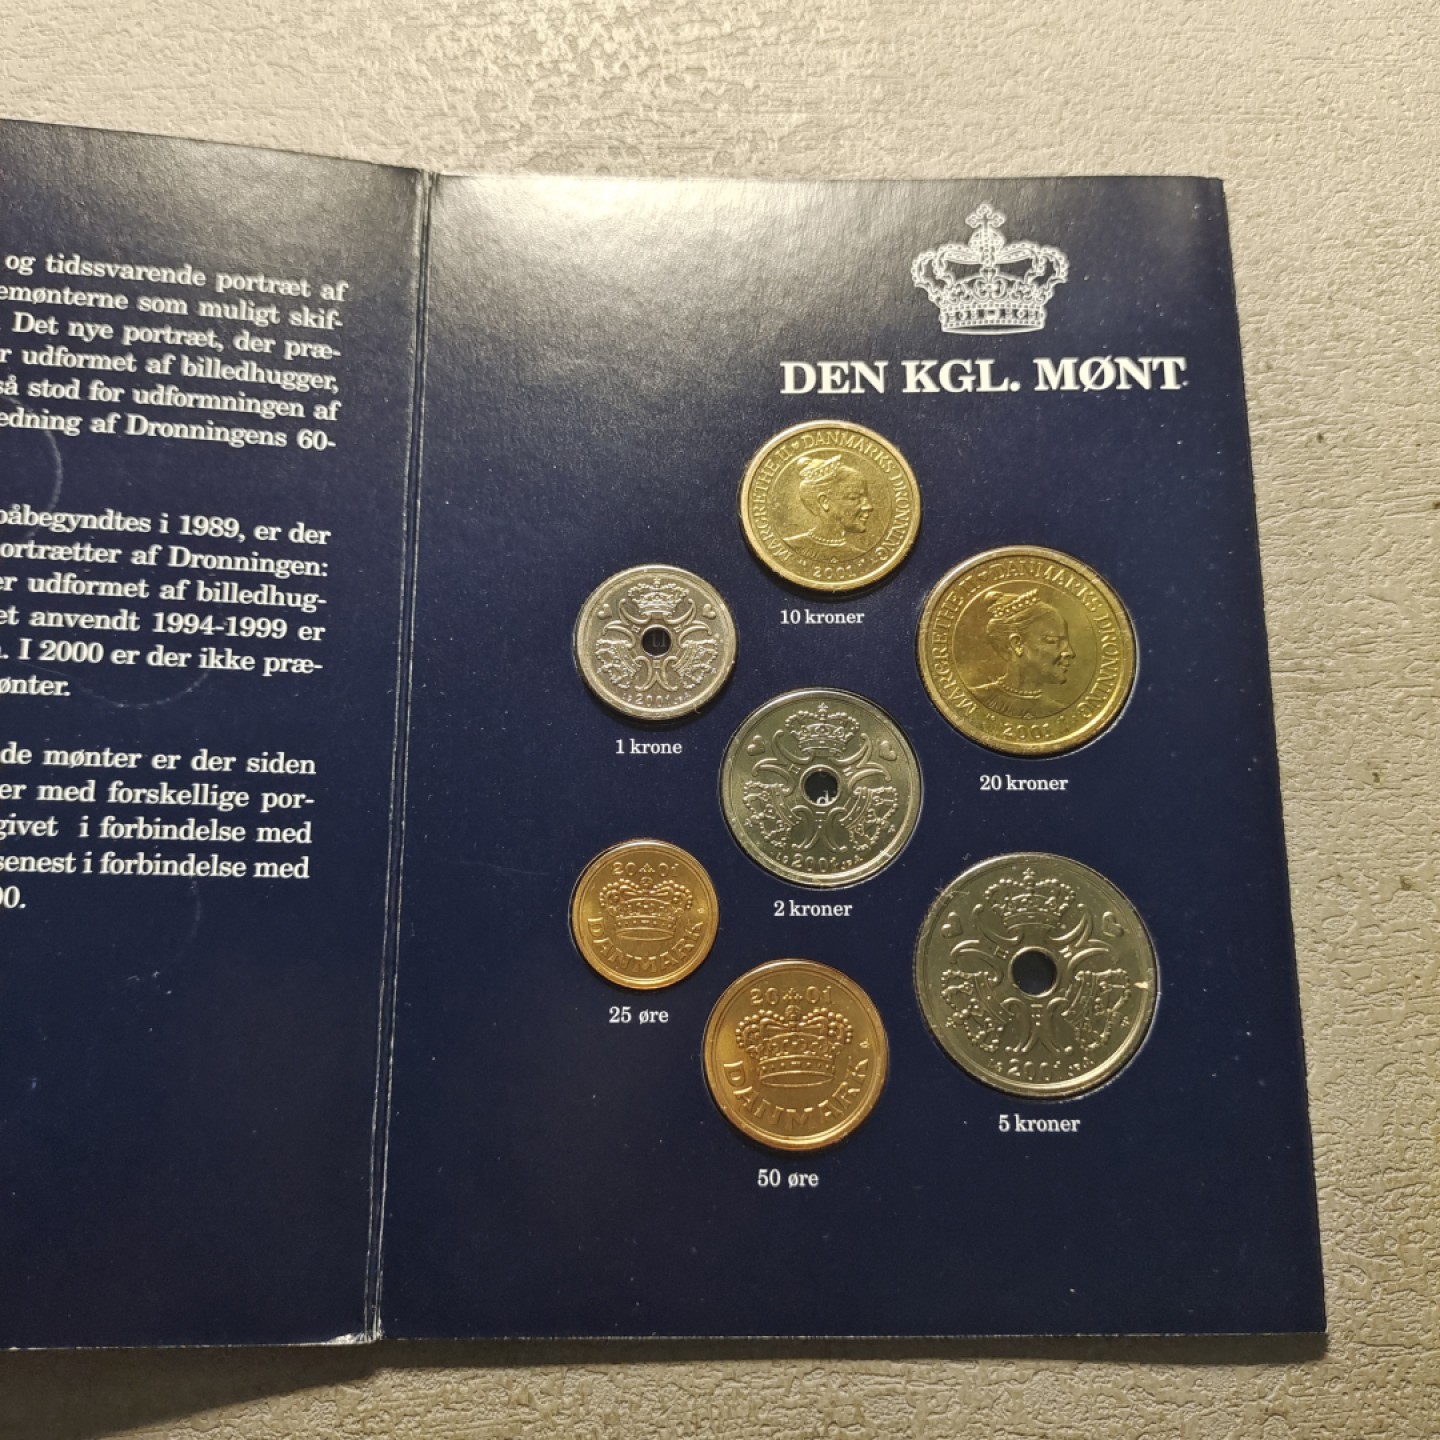 og tidssvarende portræt af
emønterne som muligt skif-
. Det nye portræt, der præ-
r udformet af billedhugger,
så stod for udformningen af
edning af Dronningens 60-
påbegyndtes i 1989, er der
ortrætter af Dronningen:
er udformet af billedhug-
et anvendt 1994-1999 er
. I 2000 er der ikke præ-
ønter.
de mønter er der siden
er med forskellige por-
givet i forbindelse med
senest i forbindelse med
00.
DEN KGL. MØNT
MARGRETHE II ♥ DANMARKS DRONNING
2001
10 kroner
2001
1 krone
MARGRETHE II ♥ DANMARKS DRONNING
2001
20 kroner
2001
2 kroner
20 01
DANMARK
25 øre
2001
5 kroner
20 01
DANMARK
50 øre